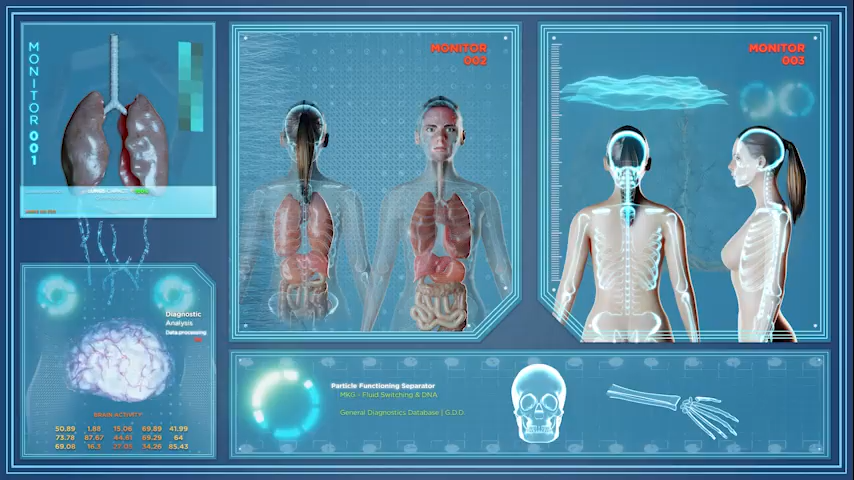 MONITOR 001
MONITOR
002
MONITOR
003
Diagnostic
Analysis
Data processing
BRAIN ACTIVITY
50.89 1.88 15.06 69.89 41.99
73.78 87.67 44.61 69.29 64
69.08 16.3 27.03 34.26 85.43
Particle Functioning Separator
MKG - Fluid Switching & DNA
General Diagnostics Database | G.D.D.